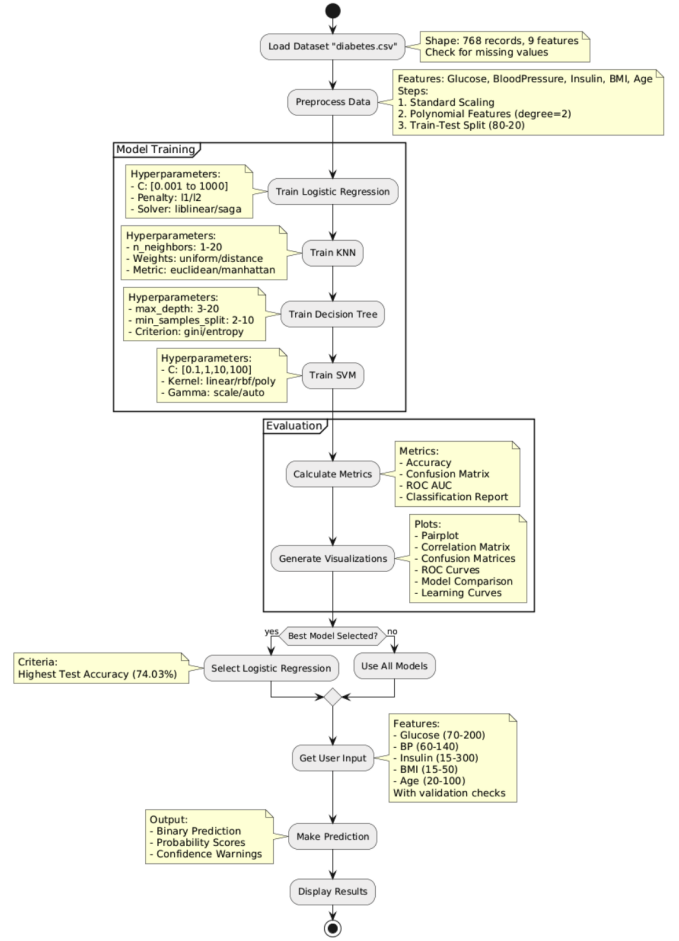 Load Dataset "diabetes.csv"
Shape: 768 records, 9 features
Check for missing values
Preprocess Data
Features: Glucose, BloodPressure, Insulin, BMI, Age
Steps:
1. Standard Scaling
2. Polynomial Features (degree=2)
3. Train-Test Split (80-20)
Model Training
Hyperparameters:
- C: [0.001 to 1000]
- Penalty: l1/l2
- Solver: liblinear/saga
Train Logistic Regression
Hyperparameters:
- n_neighbors: 1-20
- Weights: uniform/distance
- Metric: euclidean/manhattan
Train KNN
Hyperparameters:
- max_depth: 3-20
- min_samples_split: 2-10
- Criterion: gini/entropy
Train Decision Tree
Hyperparameters:
- C: [0.1,1,10,100]
- Kernel: linear/rbf/poly
- Gamma: scale/auto
Train SVM
Evaluation
Calculate Metrics
Metrics:
- Accuracy
- Confusion Matrix
- ROC AUC
- Classification Report
Generate Visualizations
Plots:
- Pairplot
- Correlation Matrix
- Confusion Matrices
- ROC Curves
- Model Comparison
- Learning Curves
yes
Best Model Selected?
no
Criteria:
Highest Test Accuracy (74.03%)
Select Logistic Regression
Use All Models
Get User Input
Features:
- Glucose (70-200)
- BP (60-140)
- Insulin (15-300)
- BMI (15-50)
- Age (20-100)
With validation checks
Output:
- Binary Prediction
- Probability Scores
- Confidence Warnings
Make Prediction
Display Results